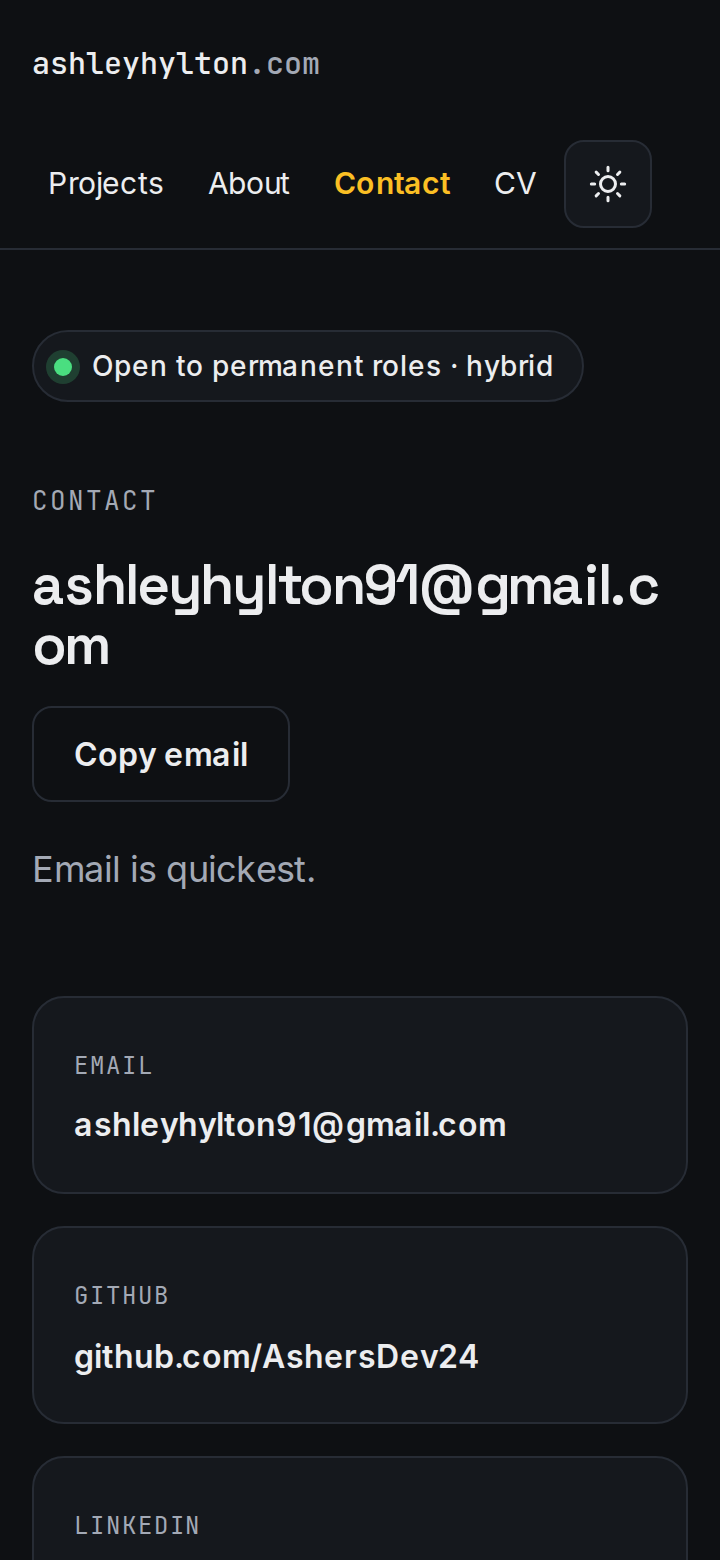 ashleyhylton.com
Projects About Contact CV
Open to permanent roles · hybrid
CONTACT
ashleyhylton91@gmail.c
om
Copy email
Email is quickest.
EMAIL
ashleyhylton91@gmail.com
GITHUB
github.com/AshersDev24
LINKEDIN